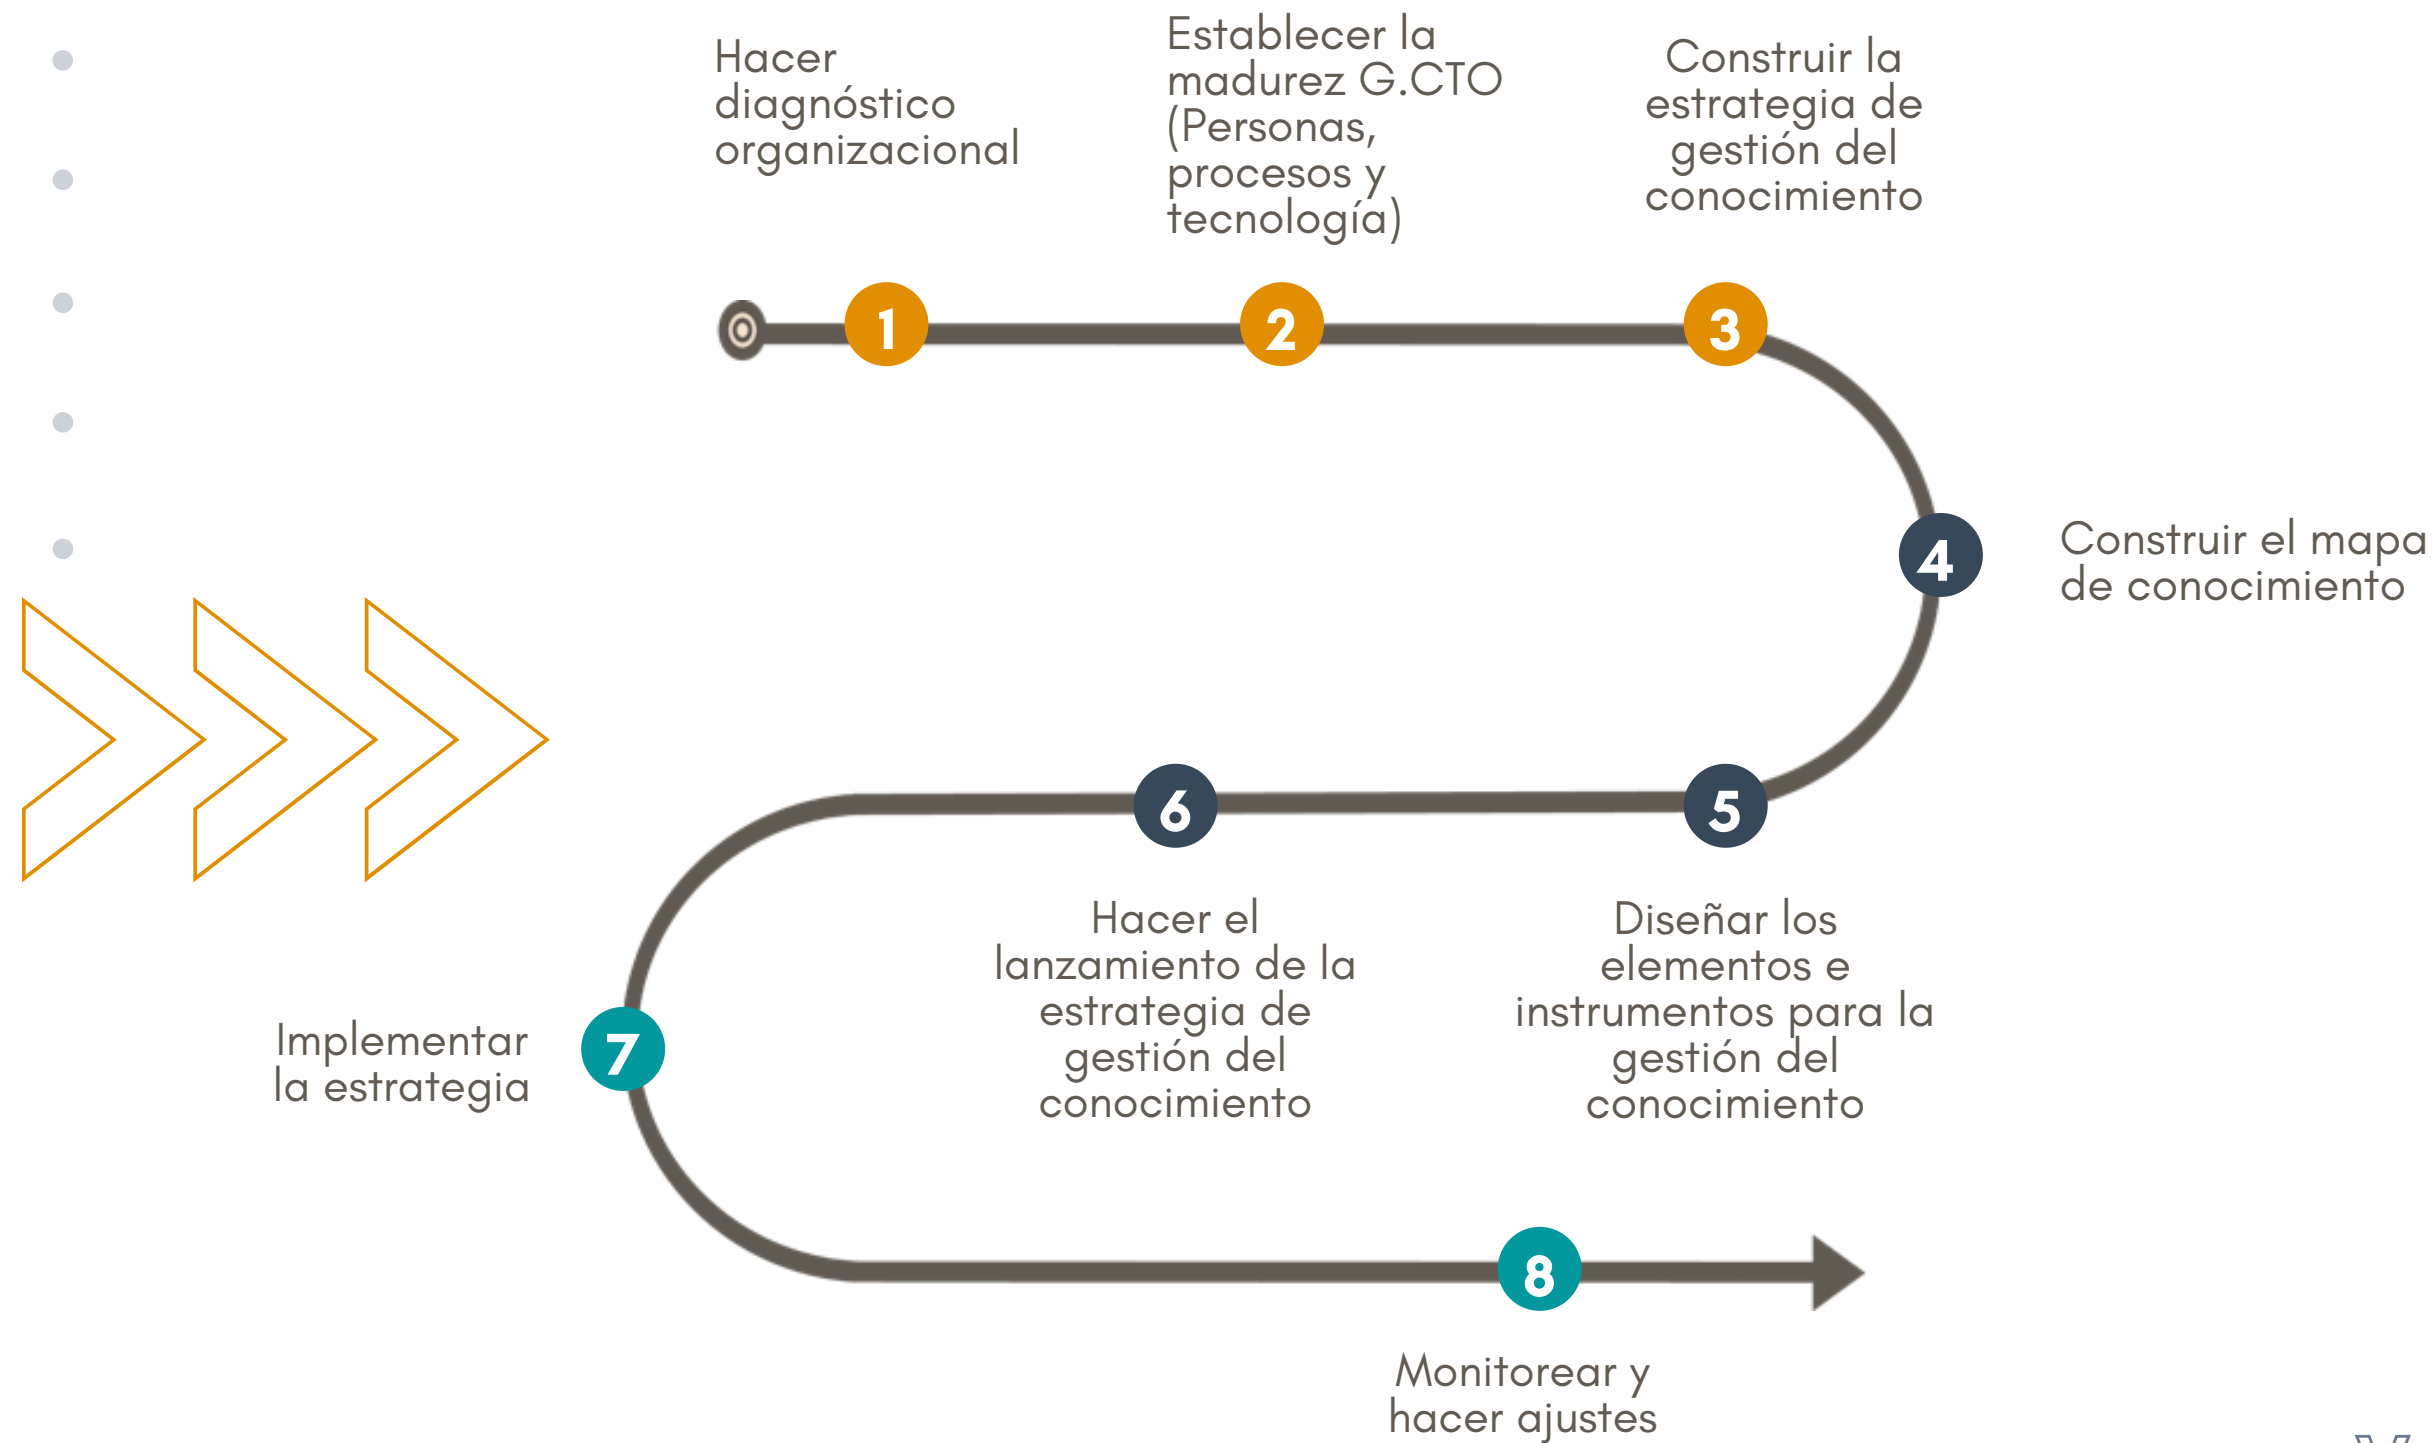 Hacer
diagnóstico
organizacional
Establecer la
madurez G.CTO
(Personas,
procesos y
tecnología)
Construir la
estrategia de
gestión del
conocimiento
1
2
3
4
Construir el mapa
de conocimiento
5
Diseñar los
elementos e
instrumentos para la
gestión del
conocimiento
6
Hacer el
lanzamiento de la
estrategia de
gestión del
conocimiento
7
Implementar
la estrategia
8
Monitorear y
hacer ajustes